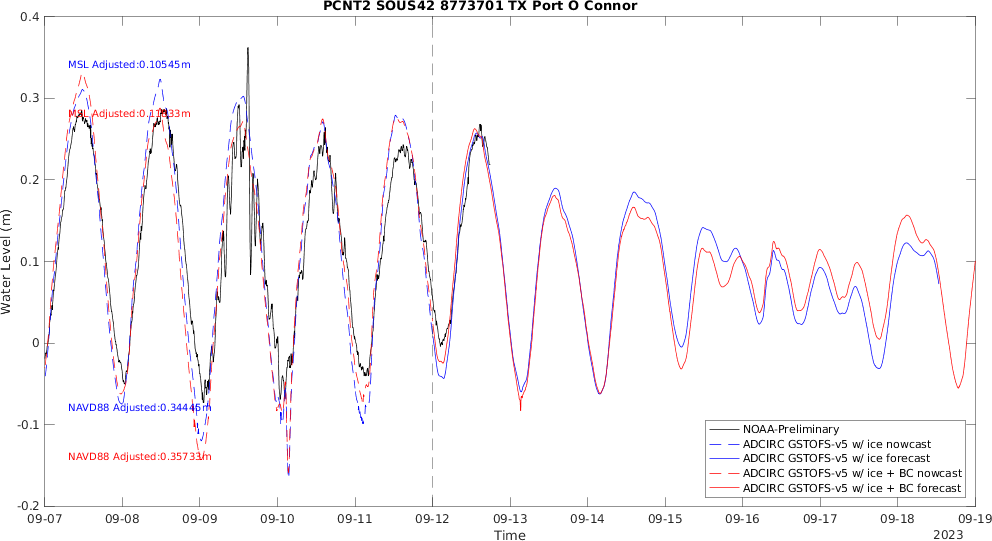 PCNT2 SOUS42 8773701 TX Port O Connor
0.4
0.3
0.2
0.1
0
-0.1
-0.2
Water Level (m)
MSL Adjusted:0.10545m
NAVD88 Adjusted:0.34445m
NAVD88 Adjusted:0.35733m
NOAA-Preliminary
ADCIRC GSTOFS-v5 w/ ice nowcast
ADCIRC GSTOFS-v5 w/ ice forecast
ADCIRC GSTOFS-v5 w/ ice + BC nowcast
ADCIRC GSTOFS-v5 w/ ice + BC forecast
09-07 09-08 09-09 09-10 09-11 09-12 09-13 09-14 09-15 09-16 09-17 09-18 09-19
Time
2023